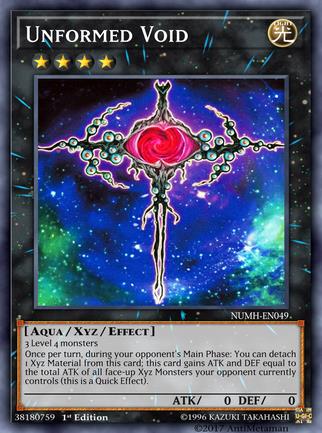 Unformed Void
LIGHT
光
NUMH-EN049
[Aqua / Xyz / Effect]
3 Level 4 monsters
Once per turn, during your opponent's Main Phase: You can detach
1 Xyz Material from this card; this card gains ATK and DEF equal to
the total ATK of all face-up Xyz Monsters your opponent currently
controls (this is a Quick Effect).
ATK/ 0 DEF/ 0
38180759 1st Edition ©1996 KAZUKI TAKAHASHI
©2017 AntiMetaman